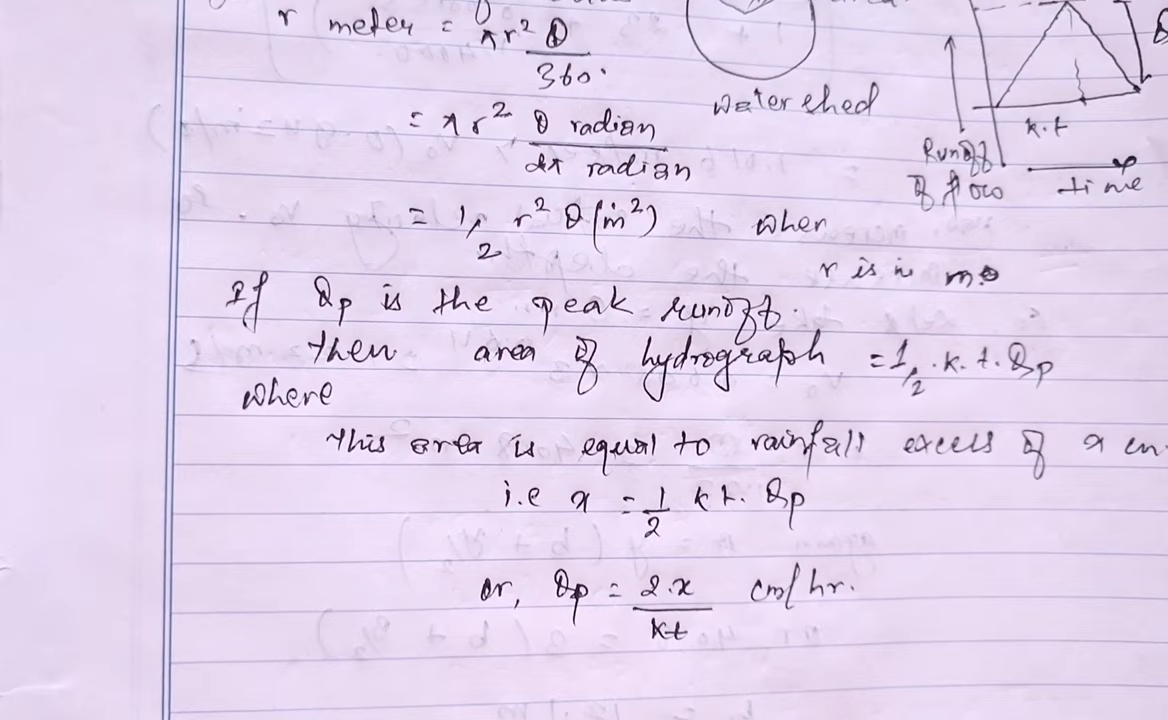 r meter = πr² θ
360°
= πr² . θ radian
2π radian
watershed
k.t
Runoff
of flow
time
= 1/2 r² θ (m²) when
r is in m.
If Qp is the peak runoff.
then area of hydrograph = 1/2 . k. t. Qp
where
This area is equal to rainfall excess of x cm
i.e x = 1/2 k t. Qp
or, Qp = 2.x cm/hr.
kt